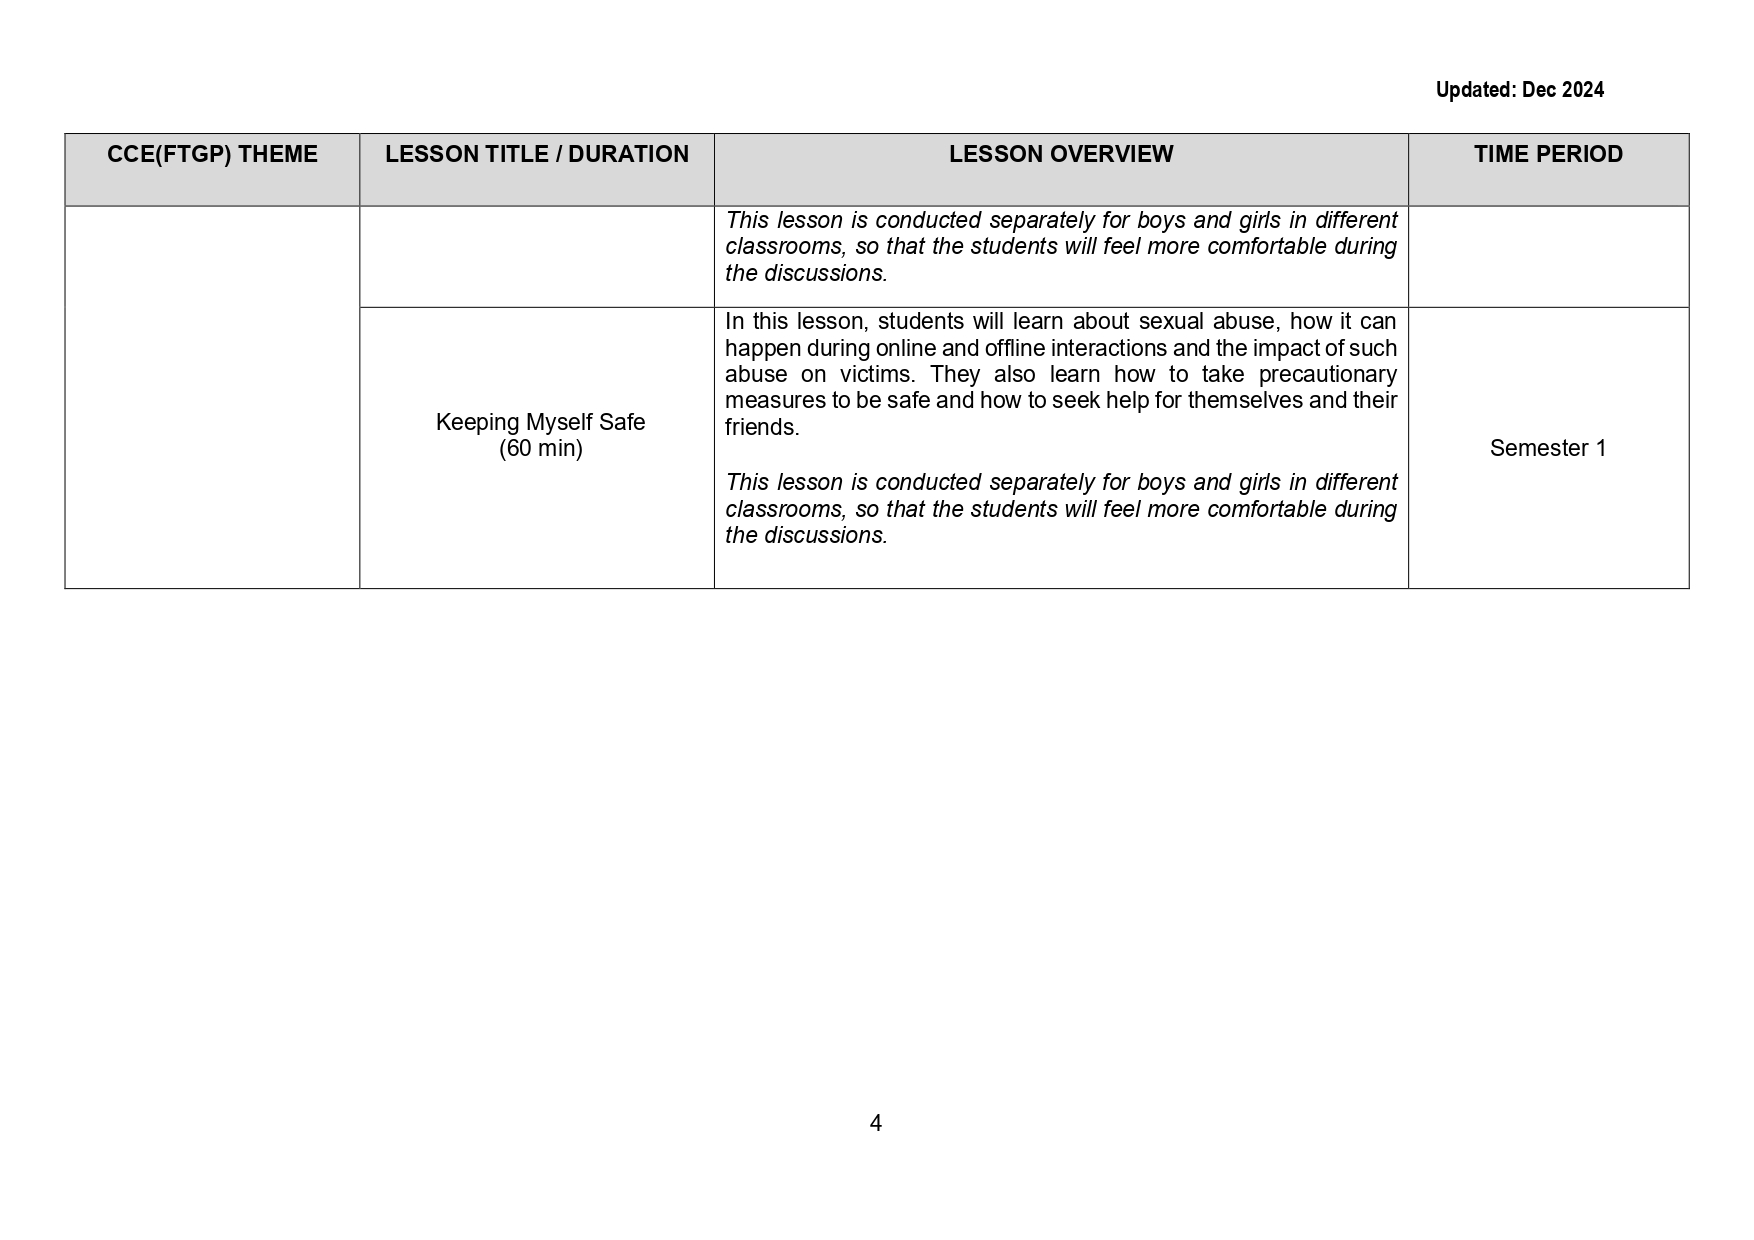 Updated: Dec 2024
CCE(FTGP) THEME
LESSON TITLE / DURATION
LESSON OVERVIEW
TIME PERIOD
This lesson is conducted separately for boys and girls in different
classrooms, so that the students will feel more comfortable during
the discussions.
Keeping Myself Safe
(60 min)
In this lesson, students will learn about sexual abuse, how it can
happen during online and offline interactions and the impact of such
abuse on victims. They also learn how to take precautionary
measures to be safe and how to seek help for themselves and their
friends.
This lesson is conducted separately for boys and girls in different
classrooms, so that the students will feel more comfortable during
the discussions.
Semester 1
4